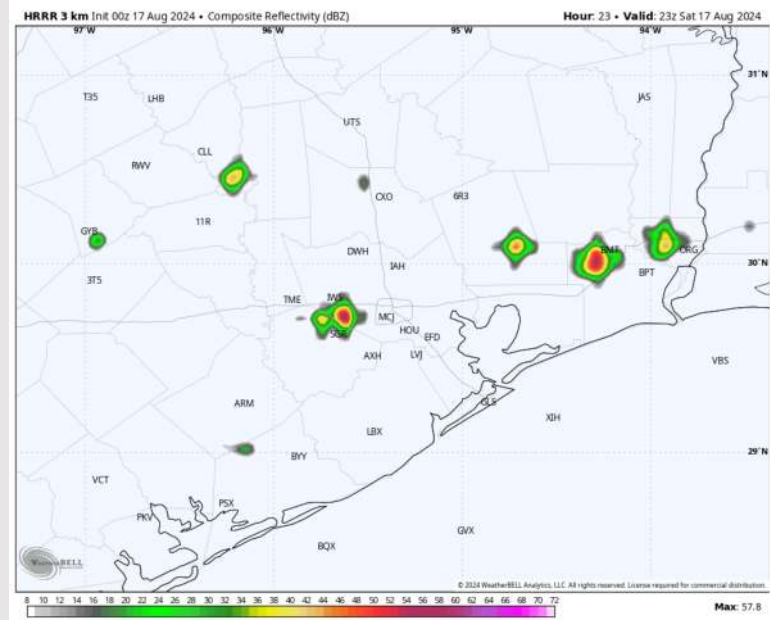 HRRR 3 km Init 00z 17 Aug 2024 • Composite Reflectivity (dBZ)
Hour: 23 • Valid: 23z Sat 17 Aug 2024
97°W 96°W 95°W 94°W
31°N
T35 LHB JAS
UTS
CLL
RWV
CXO 6R3
11R
GYB
DWH BMT ORG
IAH 30°N
BPT
3T5
TME IWS
MCJ
SGR HOU EFD
AXH LVJ
VBS
ARM GLS
XIH
LBX
BYY 29°N
VCT
PSX
PKV
GVX
BQX
WEATHERBELL
© 2024 WeatherBELL Analytics, LLC. All rights reserved. License required for commercial distribution.
8 10 12 14 16 18 20 22 24 26 28 30 32 34 36 38 40 42 44 46 48 50 52 54 56 58 60 62 64 66 68 70 72
Max: 57.8